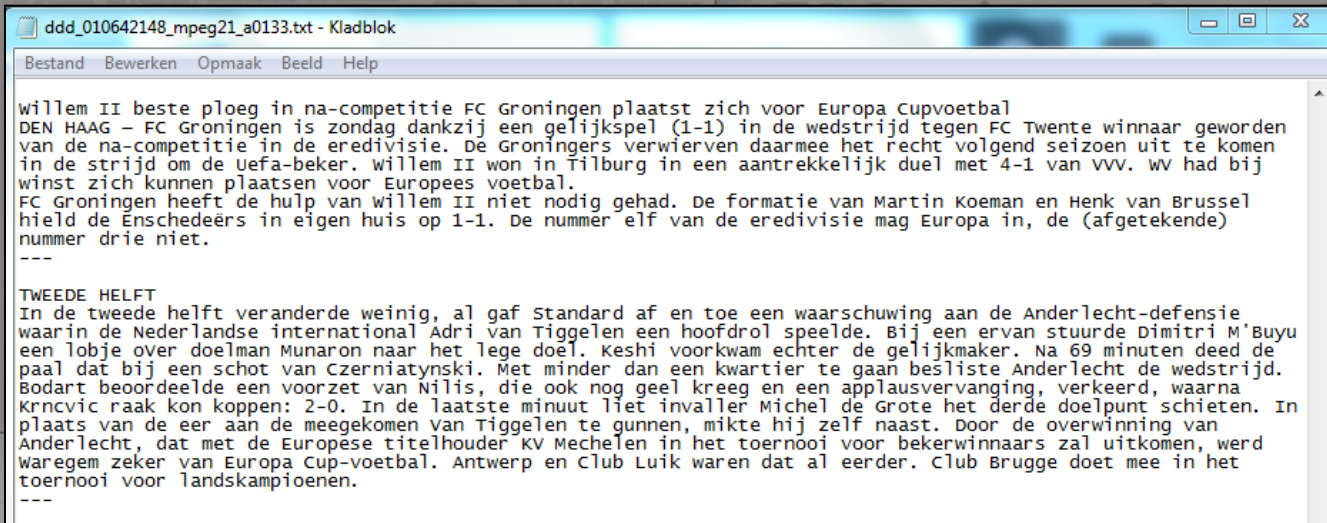 ddd_010642148_mpeg21_a0133.txt - Kladblok
Bestand Bewerken Opmaak Beeld Help
Willem II beste ploeg in na-competitie FC Groningen plaatst zich voor Europa Cupvoetbal
DEN HAAG — FC Groningen is zondag dankzij een gelijkspel (1-1) in de wedstrijd tegen FC Twente winnaar geworden
van de na-competitie in de eredivisie. De Groningers verwierven daarmee het recht volgend seizoen uit te komen
in de strijd om de Uefa-beker. Willem II won in Tilburg in een aantrekkelijk duel met 4-1 van VVV. WV had bij
winst zich kunnen plaatsen voor Europees voetbal.
FC Groningen heeft de hulp van Willem II niet nodig gehad. De formatie van Martin Koeman en Henk van Brussel
hield de Enschedeërs in eigen huis op 1-1. De nummer elf van de eredivisie mag Europa in, de (afgetekende)
nummer drie niet.
---
TWEEDE HELFT
In de tweede helft veranderde weinig, al gaf Standard af en toe een waarschuwing aan de Anderlecht-defensie
waarin de Nederlandse international Adri van Tiggelen een hoofdrol speelde. Bij een ervan stuurde Dimitri M'Buyu
een lobje over doelman Munaron naar het lege doel. Keshi voorkwam echter de gelijkmaker. Na 69 minuten deed de
paal dat bij een schot van Czerniatynski. Met minder dan een kwartier te gaan besliste Anderlecht de wedstrijd.
Bodart beoordeelde een voorzet van Nilis, die ook nog geel kreeg en een applausvervanging, verkeerd, waarna
Krncvic raak kon koppen: 2-0. In de laatste minuut liet invaller Michel de Grote het derde doelpunt schieten. In
plaats van de eer aan de meegekomen Van Tiggelen te gunnen, mikte hij zelf naast. Door de overwinning van
Anderlecht, dat met de Europese titelhouder KV Mechelen in het toernooi voor bekerwinnaars zal uitkomen, werd
Waregem zeker van Europa Cup-voetbal. Antwerp en Club Luik waren dat al eerder. Club Brugge doet mee in het
toernooi voor landskampioenen.
---